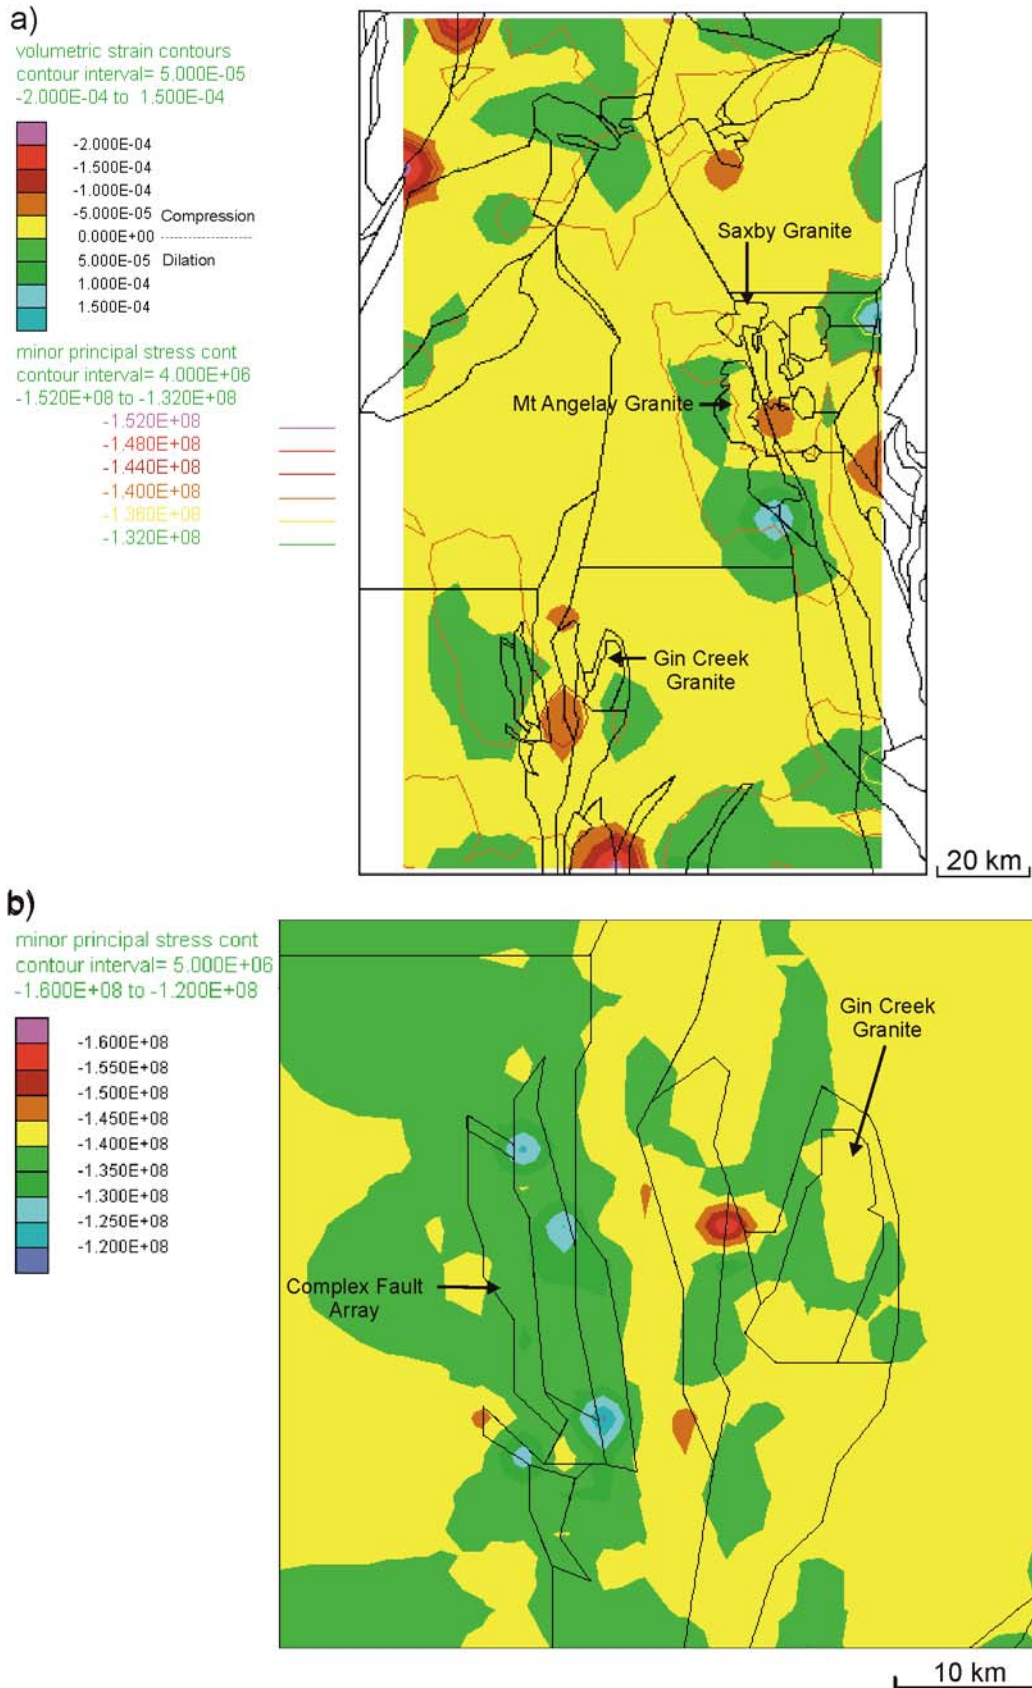 a)
volumetric strain contours
contour interval= 5.000E-05
-2.000E-04 to 1.500E-04
-2.000E-04
-1.500E-04
-1.000E-04
-5.000E-05 Compression
0.000E+00
5.000E-05 Dilation
1.000E-04
1.500E-04
minor principal stress cont
contour interval= 4.000E+06
-1.520E+08 to -1.320E+08
-1.520E+08
-1.480E+08
-1.440E+08
-1.400E+08
-1.360E+08
-1.320E+08
Saxby Granite
Mt Angelay Granite
Gin Creek
Granite
20 km
b)
minor principal stress cont
contour interval= 5.000E+06
-1.600E+08 to -1.200E+08
-1.600E+08
-1.550E+08
-1.500E+08
-1.450E+08
-1.400E+08
-1.350E+08
-1.300E+08
-1.250E+08
-1.200E+08
Gin Creek
Granite
Complex Fault
Array
10 km